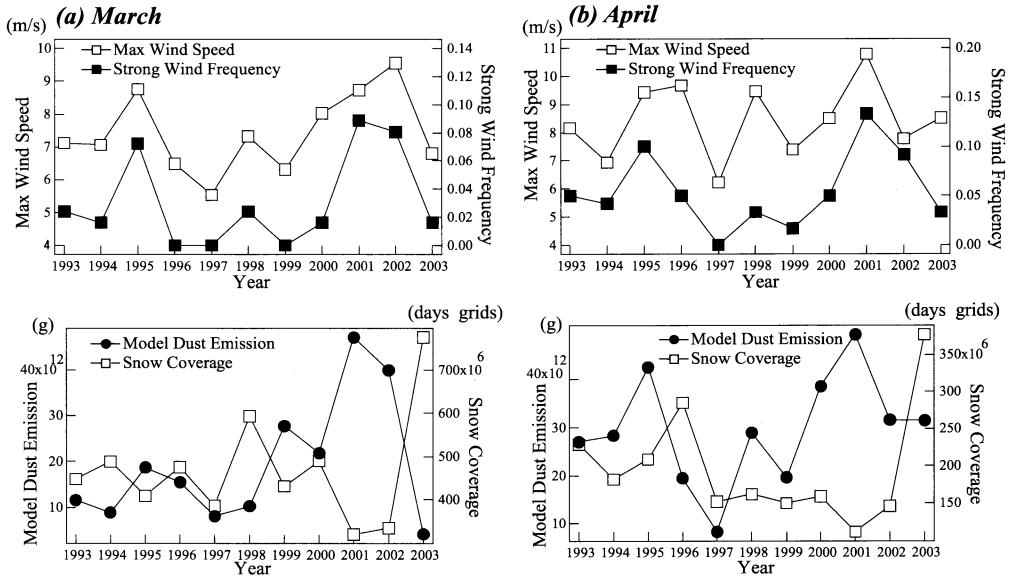 (a) March
(m/s)
Max Wind Speed
Strong Wind Frequency
10
9
8
7
6
5
4
Max Wind Speed
0.14
0.12
0.10
0.08
0.06
0.04
0.02
0.00
Strong Wind Frequency
1993 1994 1995 1996 1997 1998 1999 2000 2001 2002 2003
Year
(b) April
(m/s)
Max Wind Speed
Strong Wind Frequency
11
10
9
8
7
6
5
4
Max Wind Speed
0.20
0.15
0.10
0.05
0.00
Strong Wind Frequency
1993 1994 1995 1996 1997 1998 1999 2000 2001 2002 2003
Year
(g)
(days grids)
Model Dust Emission
Snow Coverage
40x10^12
30
20
10
Model Dust Emission
700x10^6
600
500
400
Snow Coverage
1993 1994 1995 1996 1997 1998 1999 2000 2001 2002 2003
Year
(g)
(days grids)
Model Dust Emission
Snow Coverage
40x10^12
30
20
10
Model Dust Emission
350x10^6
300
250
200
150
Snow Coverage
1993 1994 1995 1996 1997 1998 1999 2000 2001 2002 2003
Year